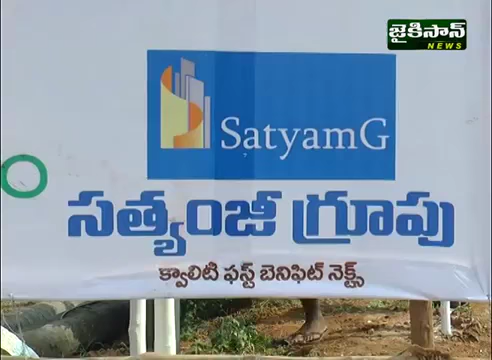 జైకిసాన్
NEWS
SatyamG
సత్యంజీ గ్రూపు
క్వాలిటీ ఫస్ట్ బెనిఫిట్ నెక్ట్స్